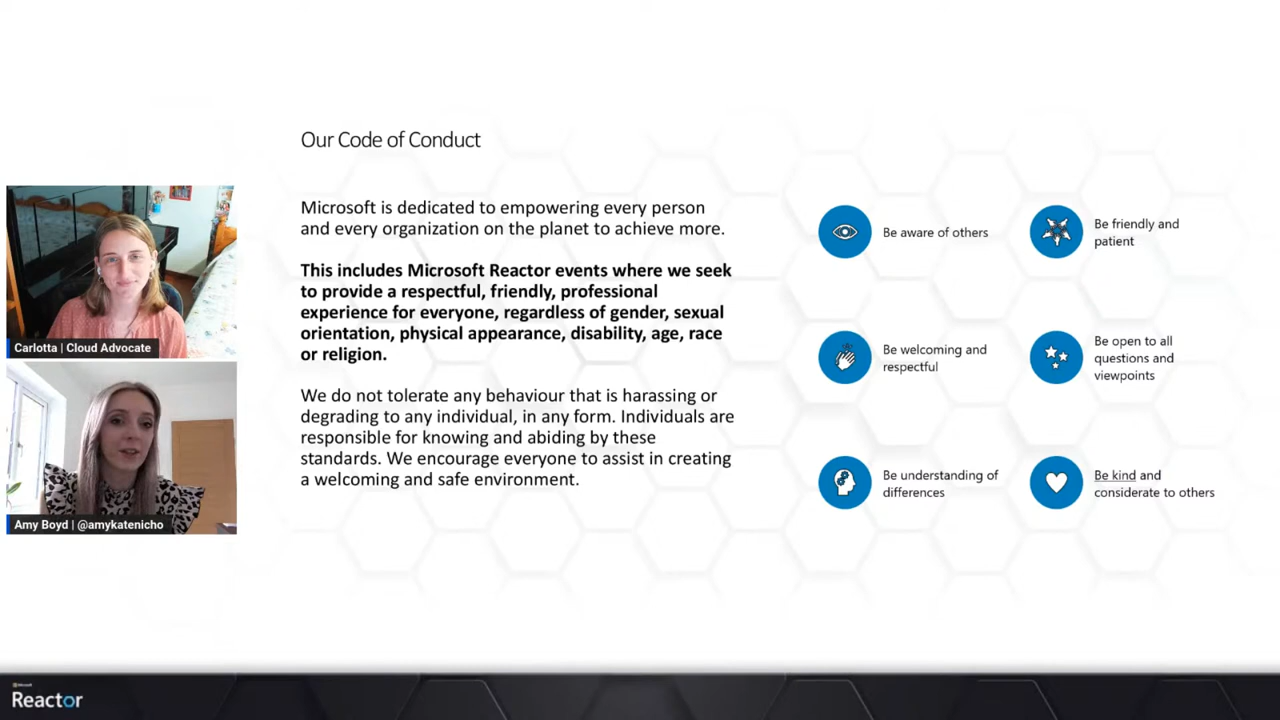 Our Code of Conduct
Microsoft is dedicated to empowering every person
and every organization on the planet to achieve more.
This includes Microsoft Reactor events where we seek
to provide a respectful, friendly, professional
experience for everyone, regardless of gender, sexual
orientation, physical appearance, disability, age, race
or religion.
We do not tolerate any behaviour that is harassing or
degrading to any individual, in any form. Individuals are
responsible for knowing and abiding by these
standards. We encourage everyone to assist in creating
a welcoming and safe environment.
Be aware of others
Be friendly and
patient
Be welcoming and
respectful
Be open to all
questions and
viewpoints
Be understanding of
differences
Be kind and
considerate to others
Carlotta | Cloud Advocate
Amy Boyd | @amykatenicho
Microsoft
Reactor